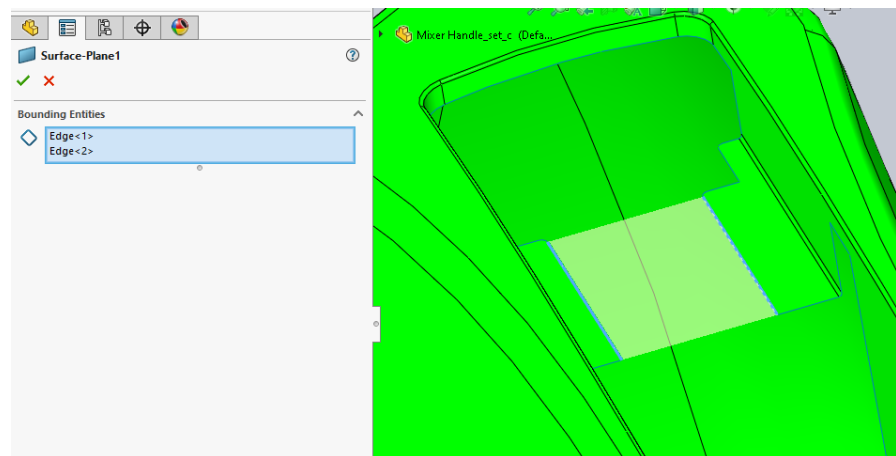 Surface-Plane1
Mixer Handle_set_c (Defa...
Bounding Entities
Edge<1>
Edge<2>